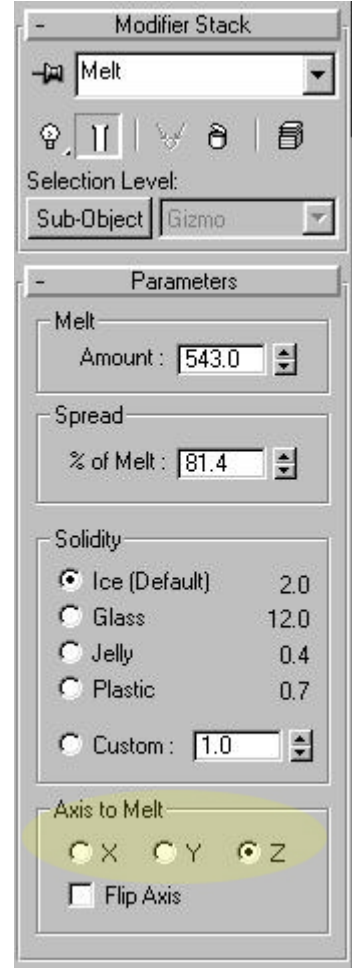 - Modifier Stack
Melt
Selection Level:
Sub-Object Gizmo
- Parameters
Melt
Amount : 543.0
Spread
% of Melt : 81.4
Solidity
Ice (Default) 2.0
Glass 12.0
Jelly 0.4
Plastic 0.7
Custom : 1.0
Axis to Melt
X Y Z
Flip Axis